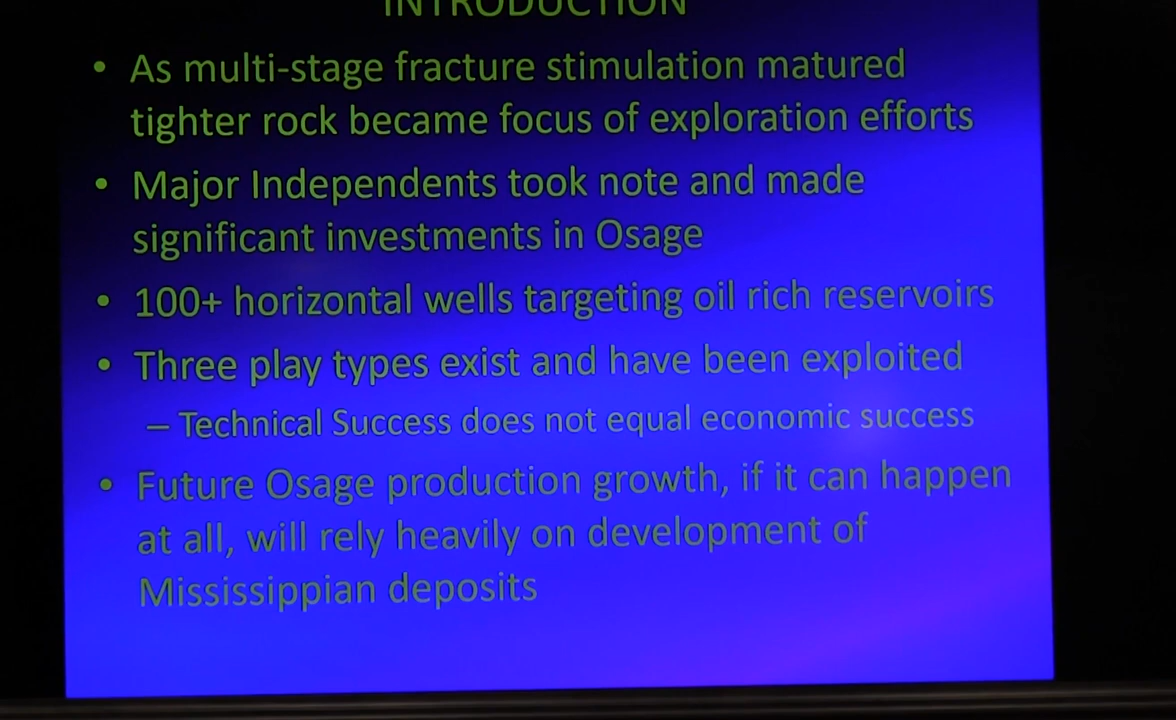 INTRODUCTION
• As multi-stage fracture stimulation matured
tighter rock became focus of exploration efforts
• Major Independents took note and made
significant investments in Osage
• 100+ horizontal wells targeting oil rich reservoirs
• Three play types exist and have been exploited
– Technical Success does not equal economic success
• Future Osage production growth, if it can happen
at all, will rely heavily on development of
Mississippian deposits